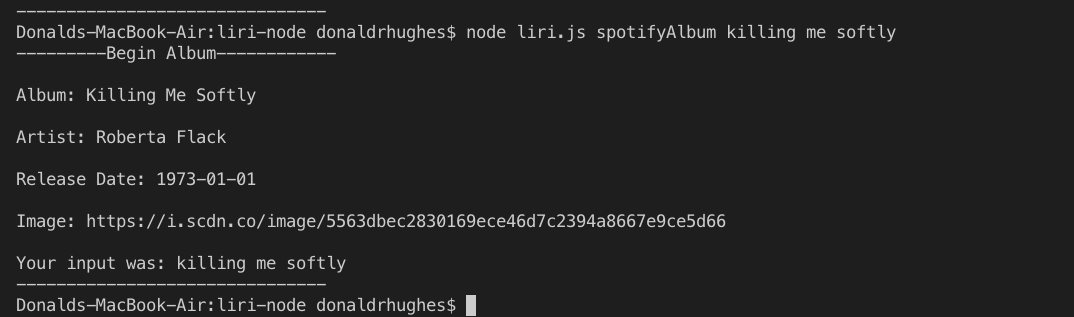 -------------------------------
Donalds-MacBook-Air:liri-node donaldrhughes$ node liri.js spotifyAlbum killing me softly
---------Begin Album------------
Album: Killing Me Softly
Artist: Roberta Flack
Release Date: 1973-01-01
Image: https://i.scdn.co/image/5563dbec2830169ece46d7c2394a8667e9ce5d66
Your input was: killing me softly
-------------------------------
Donalds-MacBook-Air:liri-node donaldrhughes$